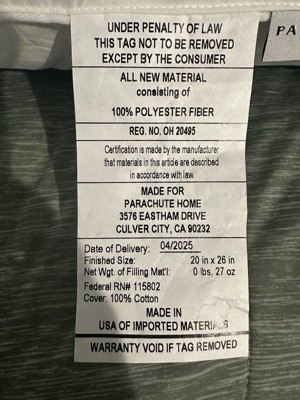 UNDER PENALTY OF LAW
THIS TAG NOT TO BE REMOVED
EXCEPT BY THE CONSUMER
PA
ALL NEW MATERIAL
consisting of
100% POLYESTER FIBER
REG. NO. OH 20495
Certification is made by the manufacturer
that materials in this article are described
in accordance with law.
MADE FOR
PARACHUTE HOME
3576 EASTHAM DRIVE
CULVER CITY, CA 90232
Date of Delivery: 04/2025
Finished Size: 20 in x 26 in
Net Wgt. of Filling Mat'l: 0 lbs, 27 oz
Federal RN# 115802
Cover: 100% Cotton
MADE IN
USA OF IMPORTED MATERIALS
WARRANTY VOID IF TAG REMOVED